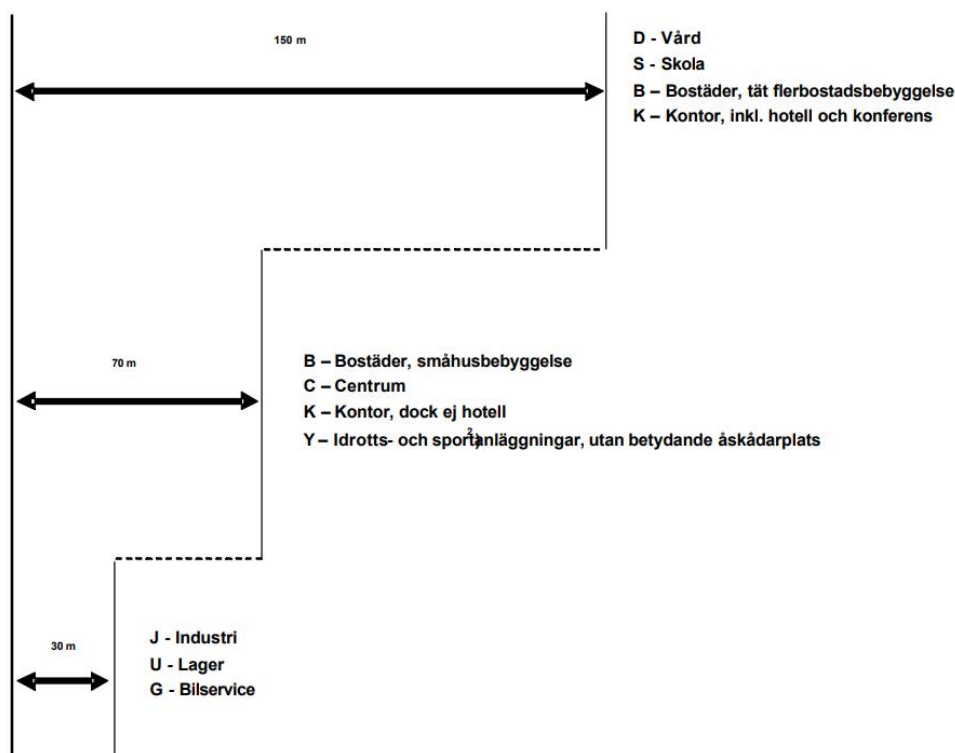 150 m
D - Vård
S - Skola
B – Bostäder, tät flerbostadsbebyggelse
K – Kontor, inkl. hotell och konferens
70 m
B – Bostäder, småhusbebyggelse
C – Centrum
K – Kontor, dock ej hotell
Y – Idrotts- och sportanläggningar, utan betydande åskådarplats
2)
30 m
J - Industri
U - Lager
G - Bilservice